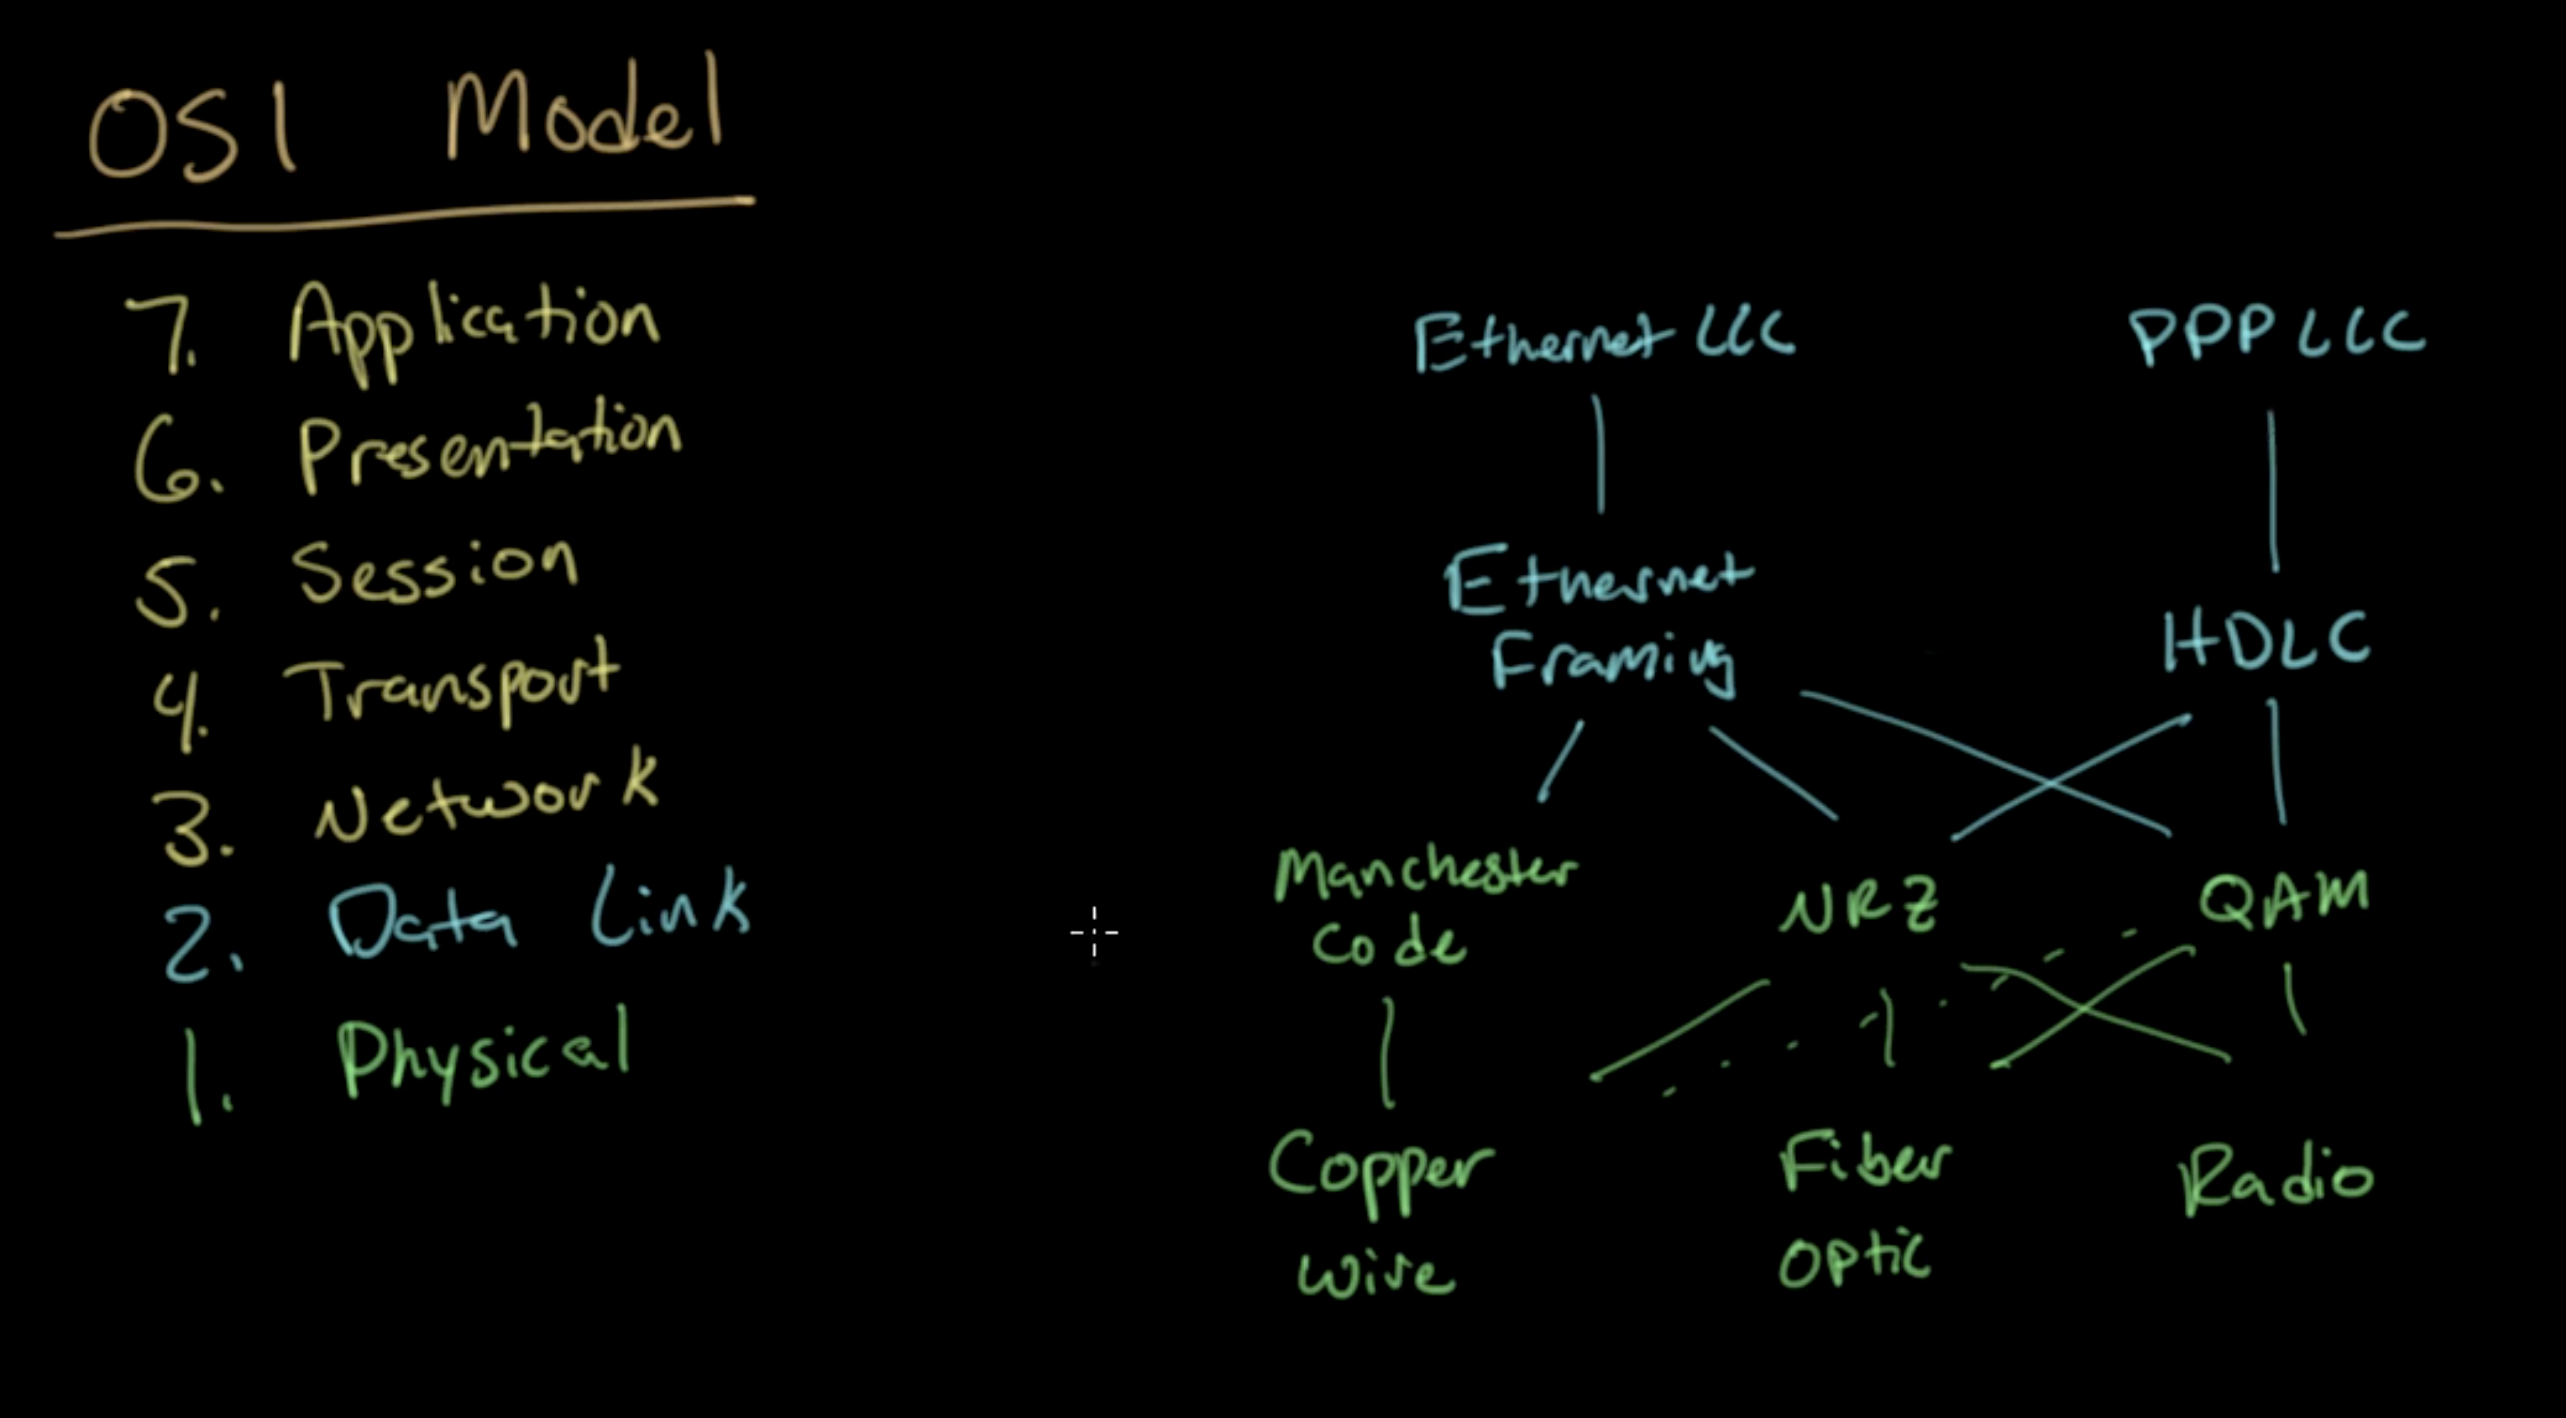 OSI Model
7. Application
6. Presentation
5. Session
4. Transport
3. Network
2. Data Link
1. Physical
Ethernet LLC
PPP LLC
Ethernet
Framing
HDLC
Manchester
Code
NRZ
QAM
Copper
wire
Fiber
optic
Radio